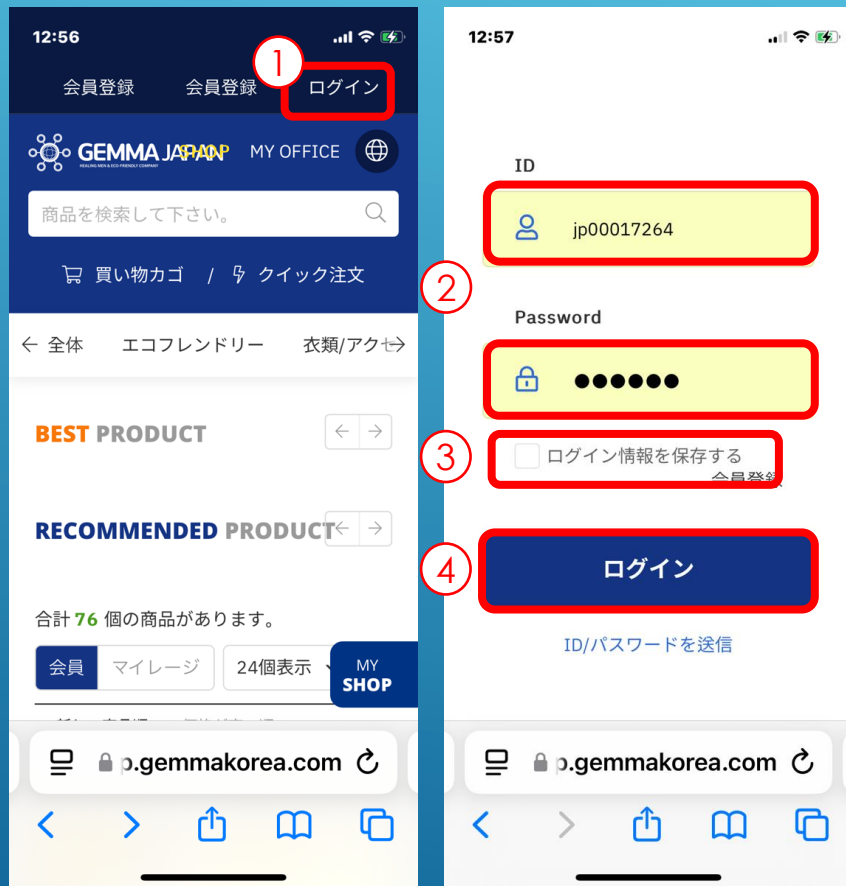 12:56
①
会員登録 会員登録 ログイン
GEMMA JAPAN SHOP MY OFFICE
HEALING MEN & ECO-FRIENDLY COMPANY
商品を検索して下さい。
買い物カゴ / クイック注文
全体 エコフレンドリー 衣類/アクセ
BEST PRODUCT
RECOMMENDED PRODUCT
合計 76 個の商品があります。
会員 マイレージ 24個表示
MY
SHOP
p.gemmakorea.com
12:57
ID
jp00017264
②
Password
③
ログイン情報を保存する
会員登録
④
ログイン
ID/パスワードを送信
p.gemmakorea.com